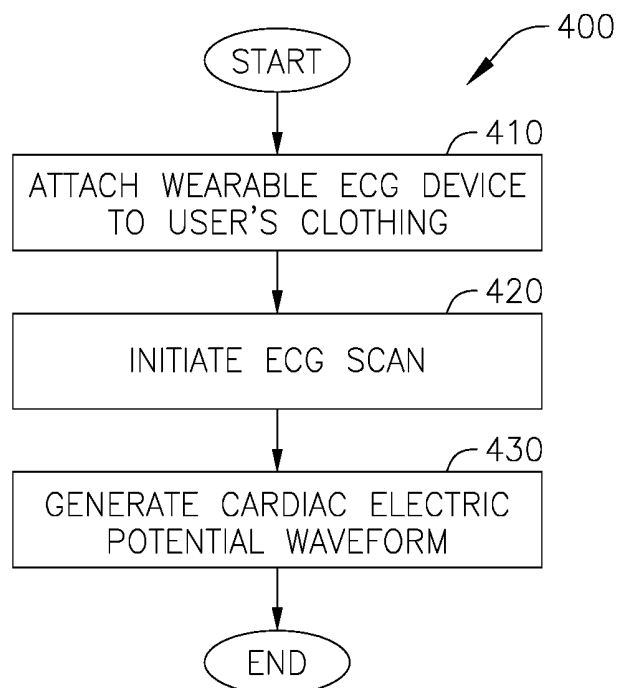 400
START
410
ATTACH WEARABLE ECG DEVICE
TO USER'S CLOTHING
420
INITIATE ECG SCAN
430
GENERATE CARDIAC ELECTRIC
POTENTIAL WAVEFORM
END